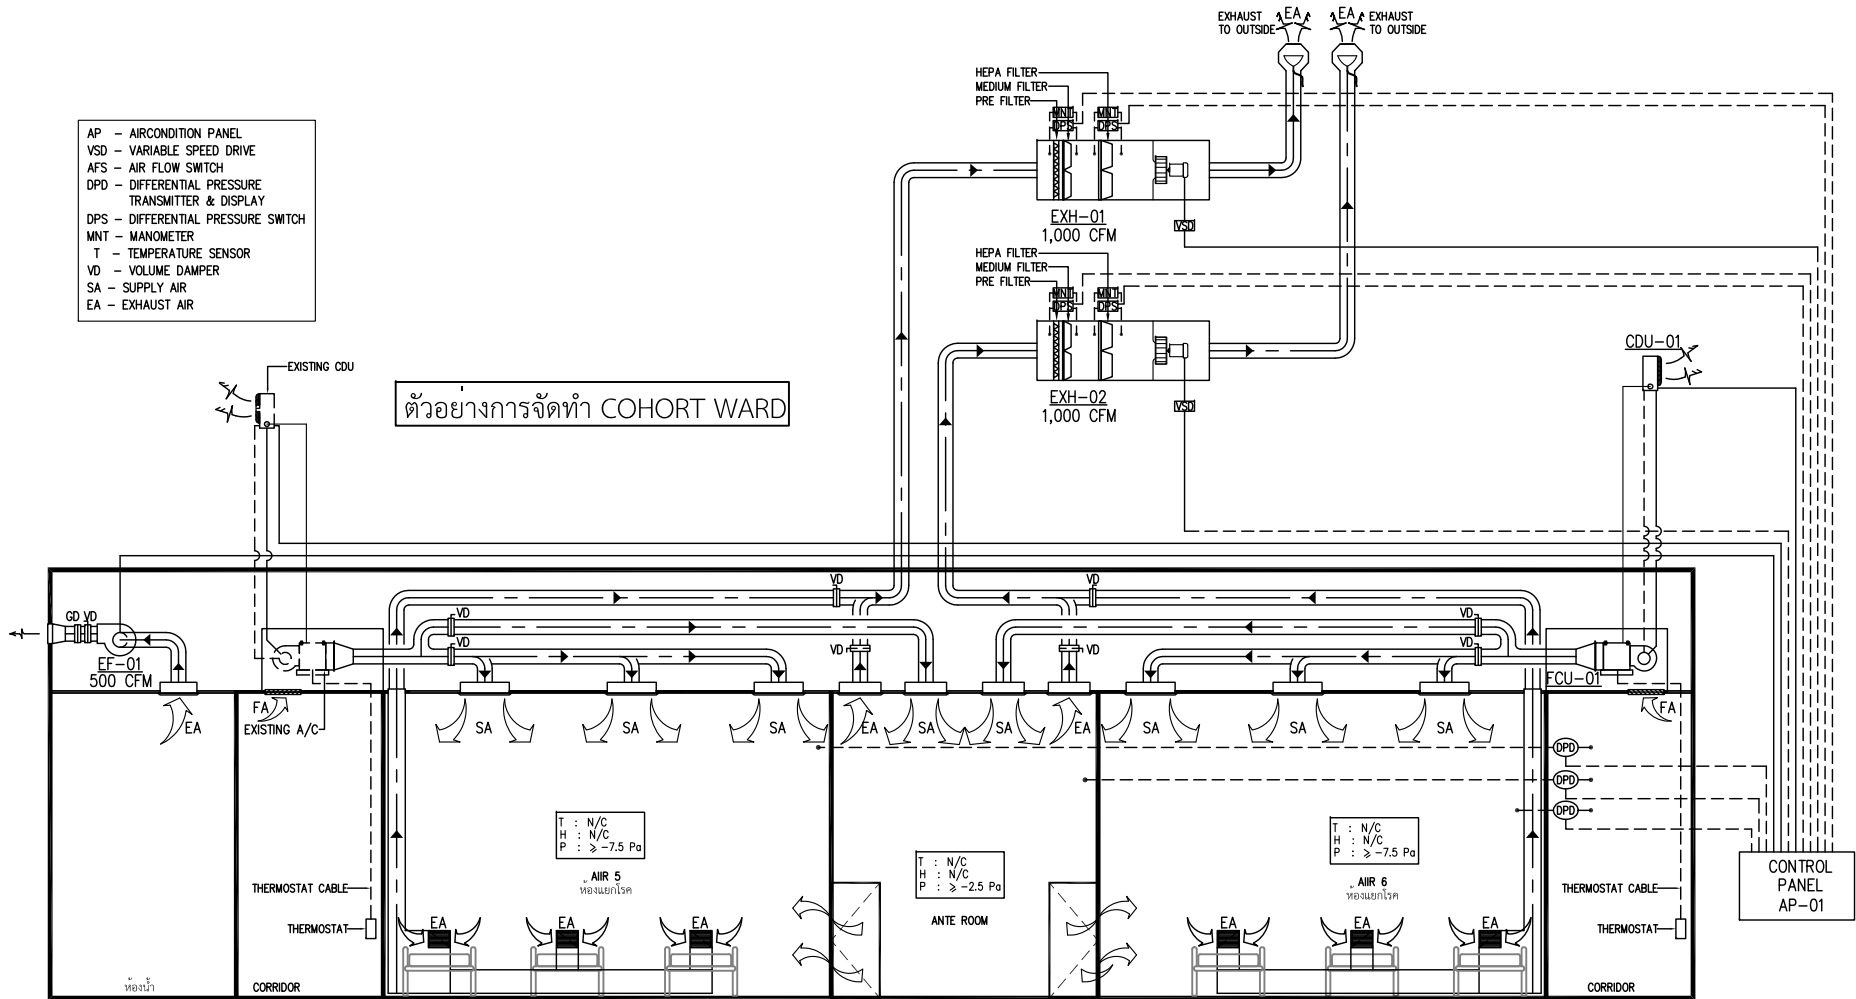 EXHAUST
TO OUTSIDE
EA
EA
EXHAUST
TO OUTSIDE
HEPA FILTER
MEDIUM FILTER
PRE FILTER
MNT
DPS
MNT
DPS
EXH-01
1,000 CFM
VSD
AP - AIRCONDITION PANEL
VSD - VARIABLE SPEED DRIVE
AFS - AIR FLOW SWITCH
DPD - DIFFERENTIAL PRESSURE
TRANSMITTER & DISPLAY
DPS - DIFFERENTIAL PRESSURE SWITCH
MNT - MANOMETER
T - TEMPERATURE SENSOR
VD - VOLUME DAMPER
SA - SUPPLY AIR
EA - EXHAUST AIR
HEPA FILTER
MEDIUM FILTER
PRE FILTER
MNT
DPS
MNT
DPS
EXH-02
1,000 CFM
VSD
EXISTING CDU
ตัวอย่างการจัดทำ COHORT WARD
CDU-01
VD
VD
GD VD
VD
VD
VD
VD
VD
VD
EF-01
500 CFM
FCU-01
EA
FA
EXISTING A/C
SA
SA
SA
EA
SA
SA
EA
SA
SA
SA
FA
DPD
DPD
DPD
T : N/C
H : N/C
P : ⩾ -7.5 Pa
AIIR 5
ห้องแยกโรค
T : N/C
H : N/C
P : ⩾ -2.5 Pa
ANTE ROOM
T : N/C
H : N/C
P : ⩾ -7.5 Pa
AIIR 6
ห้องแยกโรค
CONTROL
PANEL
AP-01
THERMOSTAT CABLE
THERMOSTAT
THERMOSTAT CABLE
THERMOSTAT
EA
EA
EA
EA
EA
EA
ห้องน้ำ
CORRIDOR
CORRIDOR